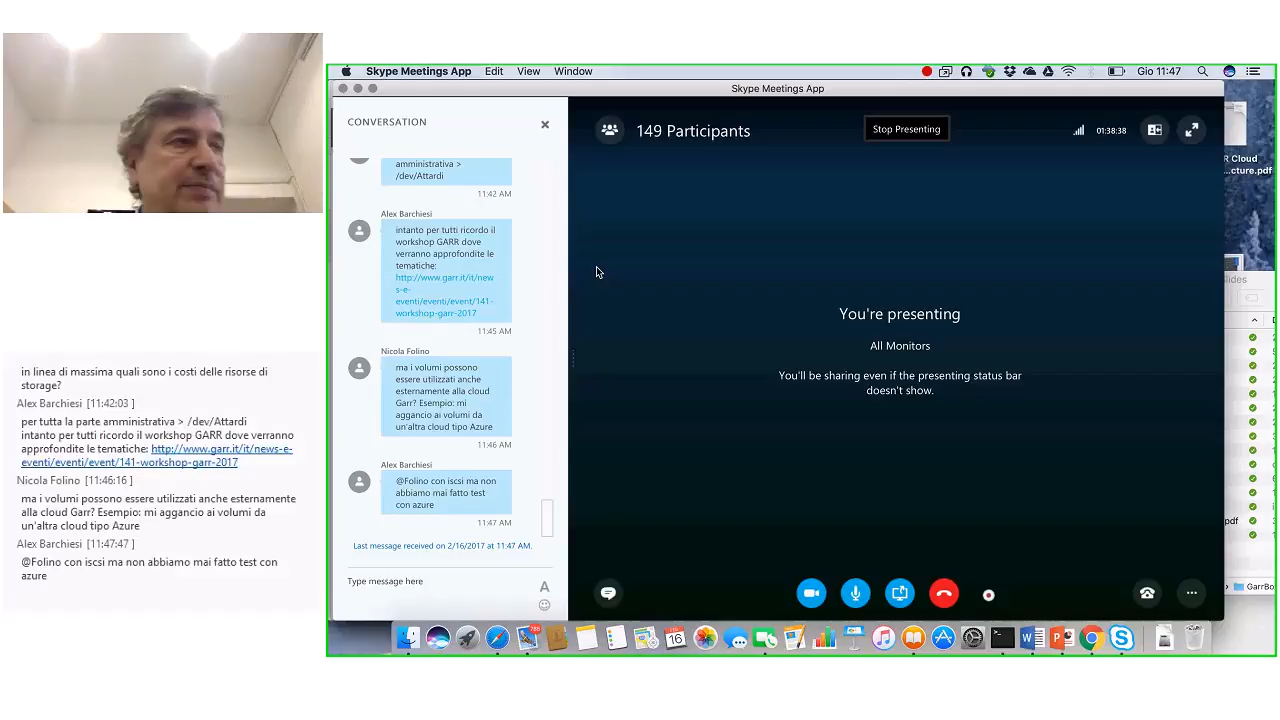 in linea di massima quali sono i costi delle risorse di
storage?
Alex Barchiesi [11:42:03 ]
per tutta la parte amministrativa > /dev/Attardi
intanto per tutti ricordo il workshop GARR dove verranno
approfondite le tematiche: http://www.garr.it/it/news-e-
eventi/eventi/event/141-workshop-garr-2017
Nicola Folino [11:46:16 ]
ma i volumi possono essere utilizzati anche esternamente
alla cloud Garr? Esempio: mi aggancio ai volumi da
un'altra cloud tipo Azure
Alex Barchiesi [11:47:47 ]
@Folino con iscsi ma non abbiamo mai fatto test con
azure
Skype Meetings App Edit View Window
Gio 11:47
Skype Meetings App
CONVERSATION
amministrativa >
/dev/Attardi
11:42 AM
Alex Barchiesi
intanto per tutti ricordo il
workshop GARR dove
verranno approfondite le
tematiche:
http://www.garr.it/it/new
s-e-
eventi/eventi/event/141-
workshop-garr-2017
11:45 AM
Nicola Folino
ma i volumi possono
essere utilizzati anche
esternamente alla cloud
Garr? Esempio: mi
aggancio ai volumi da
un'altra cloud tipo Azure
11:46 AM
Alex Barchiesi
@Folino con iscsi ma non
abbiamo mai fatto test
con azure
11:47 AM
Last message received on 2/16/2017 at 11:47 AM.
Type message here
A
149 Participants
Stop Presenting
01:38:38
You're presenting
All Monitors
You'll be sharing even if the presenting status bar
doesn't show.
R Cloud
...cture.pdf
lides
pdf
GarrBo
16